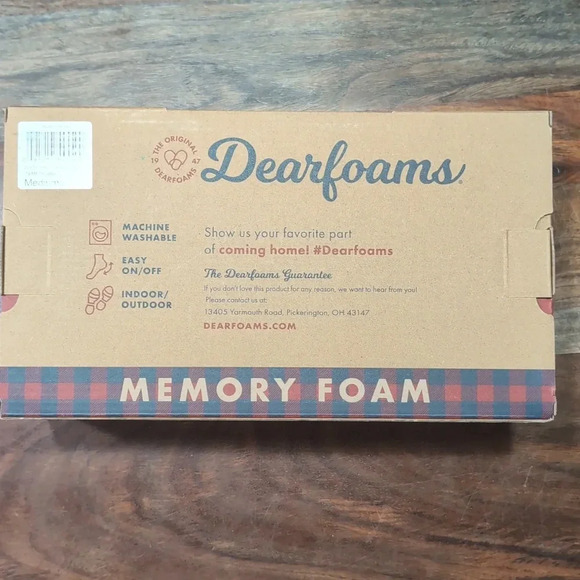 THE ORIGINAL
19 47
DEARFOAMS
Dearfoams
MACHINE
WASHABLE
EASY
ON/OFF
INDOOR/
OUTDOOR
Show us your favorite part
of coming home! #Dearfoams
The Dearfoams Guarantee
If you don't love this product for any reason, we want to hear from you!
Please contact us at:
13405 Yarmouth Road, Pickerington, OH 43147
DEARFOAMS.COM
MEMORY FOAM